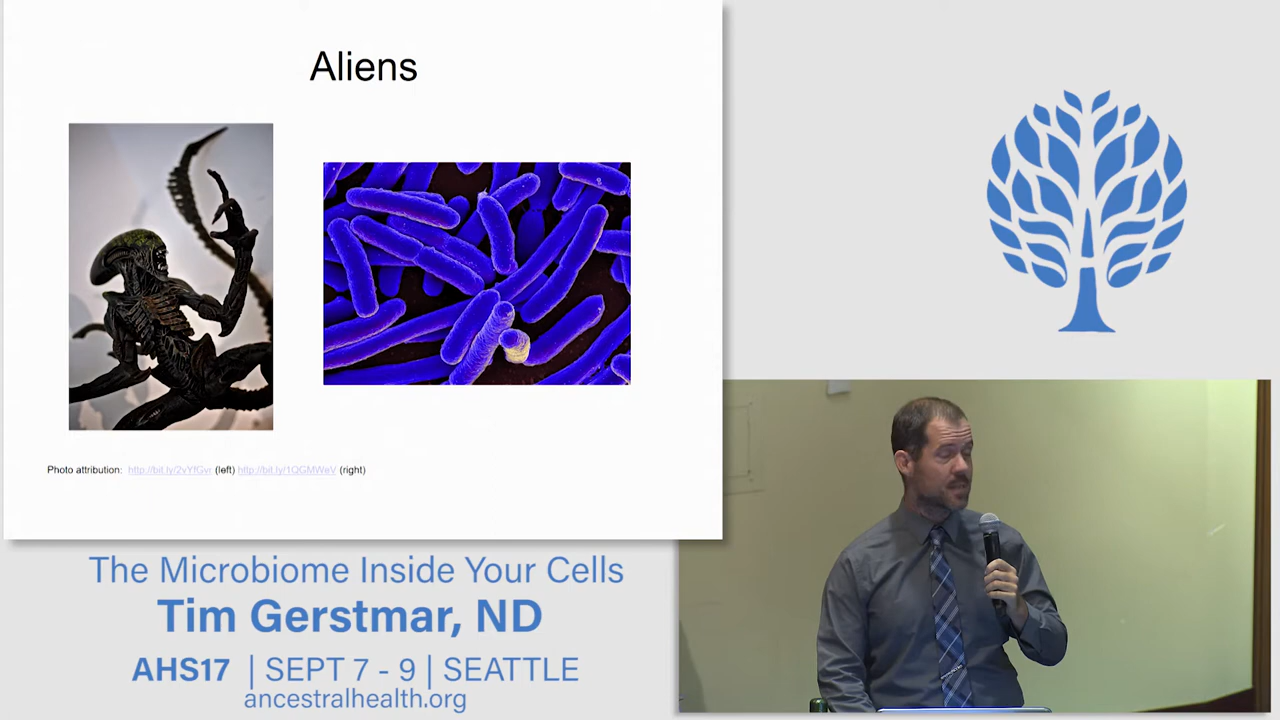 Aliens
Photo attribution: http://bit.ly/2vYfGvr (left) http://bit.ly/1QGMWeV (right)
The Microbiome Inside Your Cells
Tim Gerstmar, ND
AHS17 | SEPT 7 - 9 | SEATTLE
ancestralhealth.org